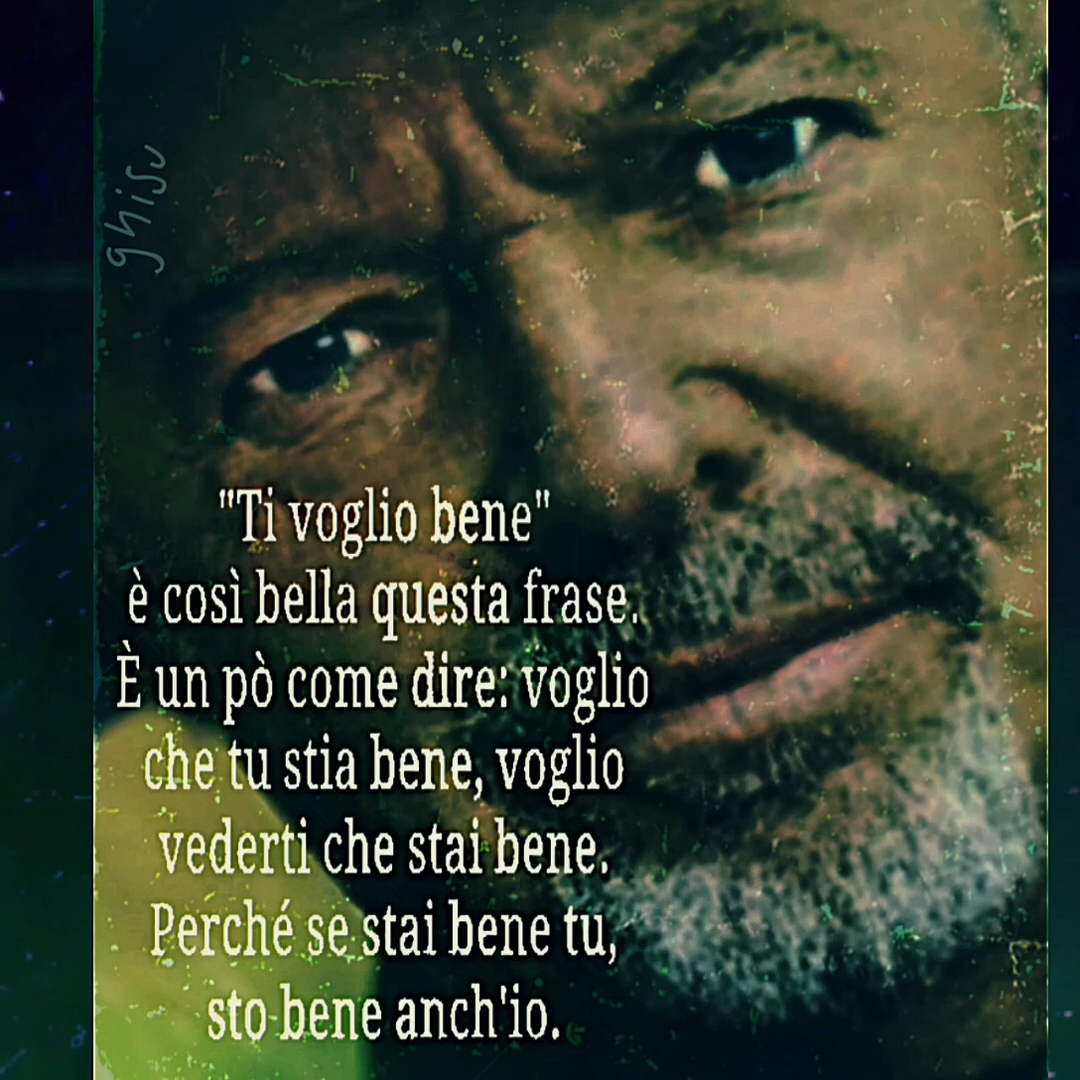 ghisu
"Ti voglio bene"
è così bella questa frase.
È un pò come dire: voglio
che tu stia bene, voglio
vederti che stai bene.
Perché se stai bene tu,
sto bene anch'io.